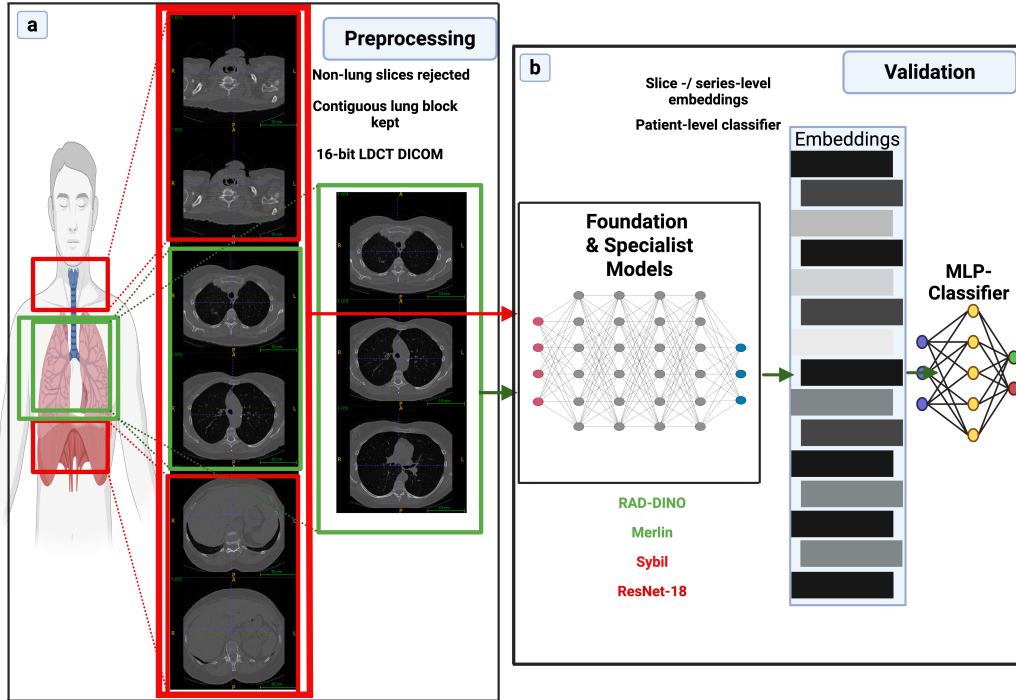 a
Preprocessing
Non-lung slices rejected
Contiguous lung block
kept
16-bit LDCT DICOM
b
Validation
Slice -/ series-level
embeddings
Patient-level classifier
Embeddings
Foundation
& Specialist
Models
MLP-
Classifier
RAD-DINO
Merlin
Sybil
ResNet-18